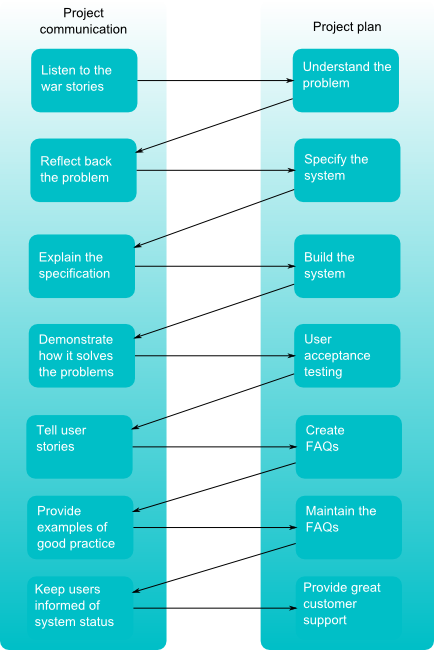 Project
communication
Project plan
Listen to the
war stories
Understand the
problem
Reflect back
the problem
Specify the
system
Explain the
specification
Build the
system
Demonstrate
how it solves
the problems
User
acceptance
testing
Tell user
stories
Create
FAQs
Provide
examples of
good practice
Maintain the
FAQs
Keep users
informed of
system status
Provide great
customer
support